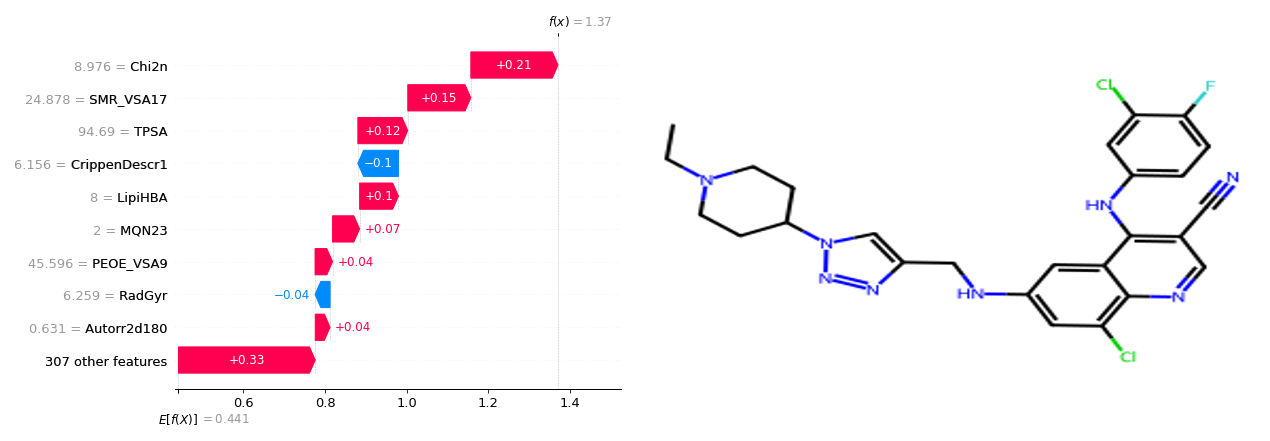 f(x) = 1.37
8.976 = Chi2n
+0.21
24.878 = SMR_VSA17
+0.15
94.69 = TPSA
+0.12
6.156 = CrippenDescr1
−0.1
8 = LipiHBA
+0.1
2 = MQN23
+0.07
45.596 = PEOE_VSA9
+0.04
6.259 = RadGyr
−0.04
0.631 = Autorr2d180
+0.04
307 other features
+0.33
0.6 0.8 1.0 1.2 1.4
E[f(X)] = 0.441
Cl
F
N
HN
N
N
N
N
HN
N
Cl